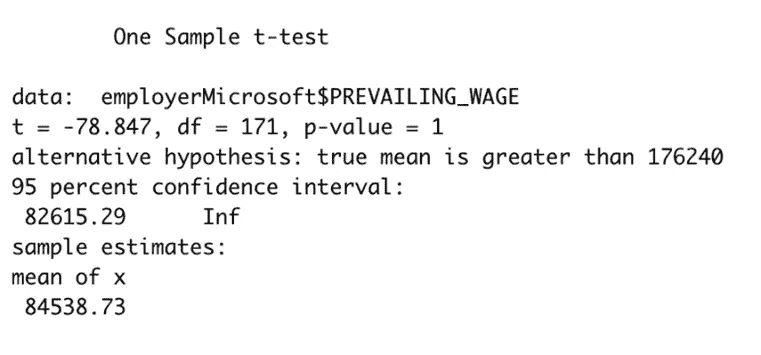 One Sample t-test
data: employerMicrosoft$PREVAILING_WAGE
t = -78.847, df = 171, p-value = 1
alternative hypothesis: true mean is greater than 176240
95 percent confidence interval:
82615.29 Inf
sample estimates:
mean of x
84538.73